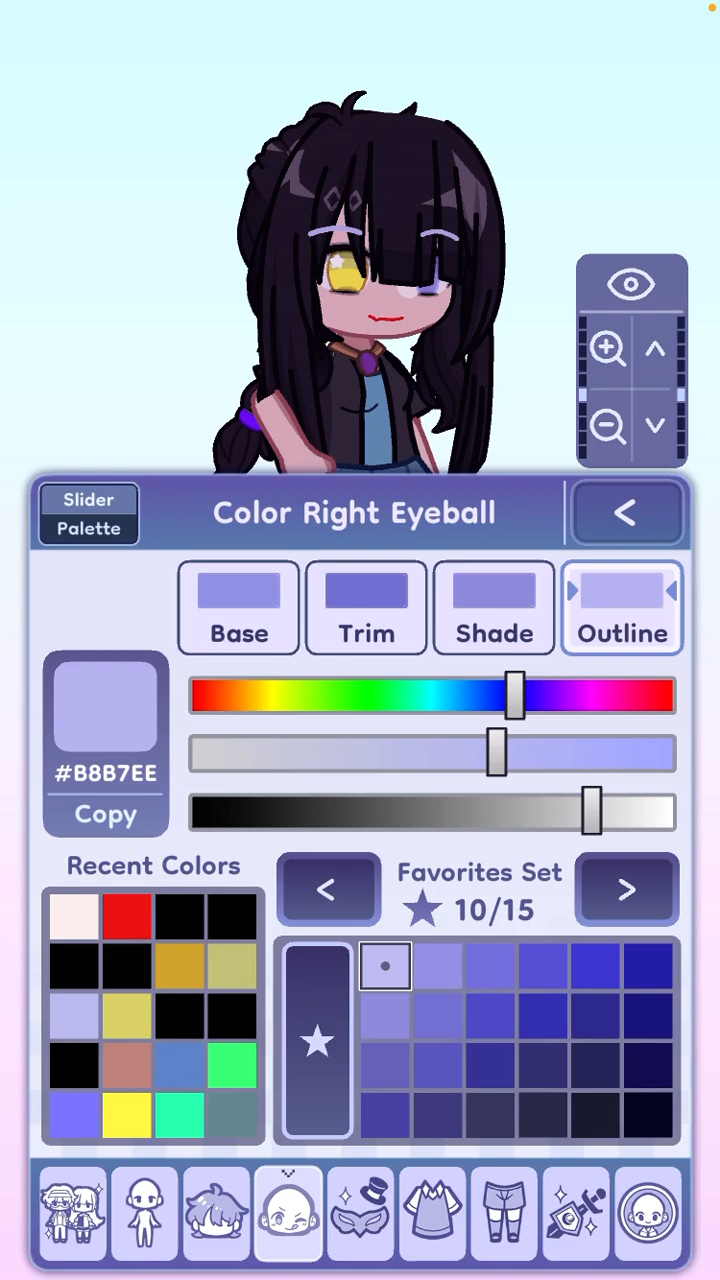 Slider
Palette
Color Right Eyeball
<
Base
Trim
Shade
Outline
#B8B7EE
Copy
Recent Colors
<
Favorites Set
10/15
>